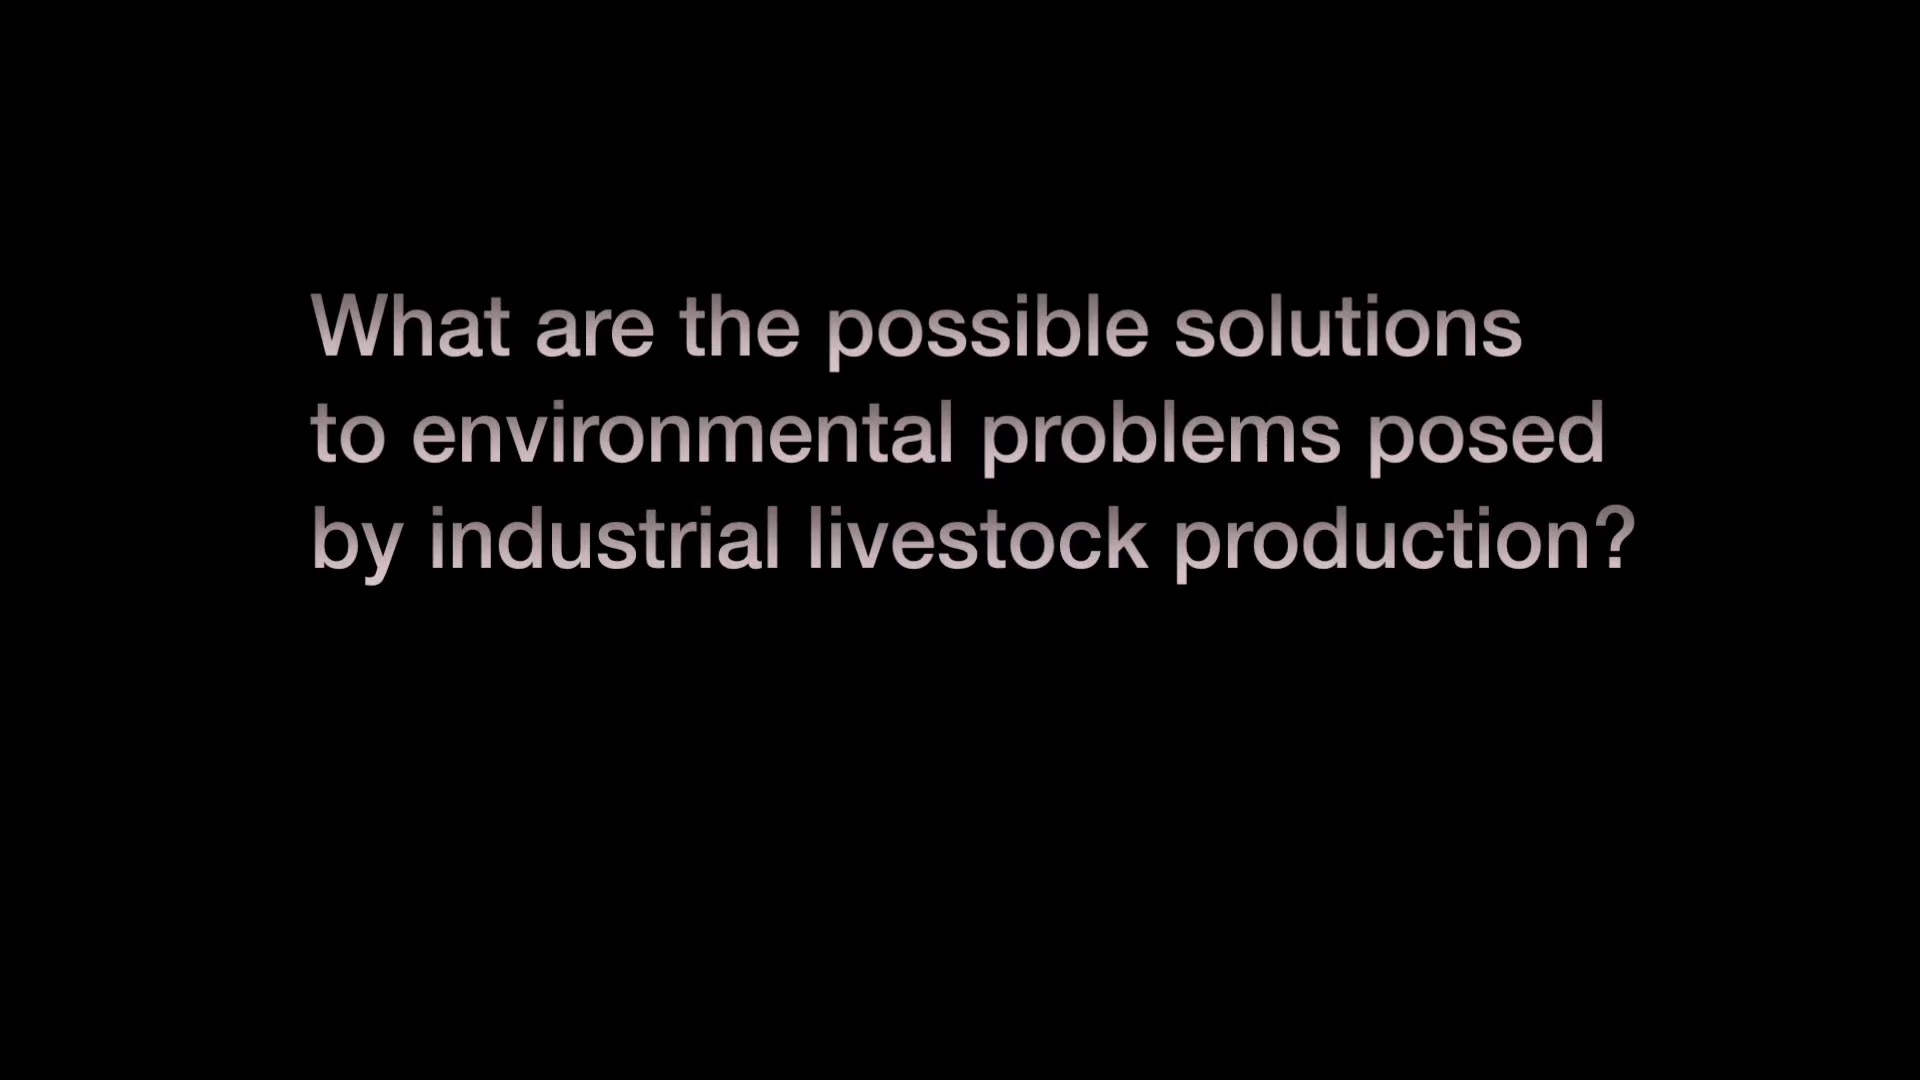 What are the possible solutions
to environmental problems posed
by industrial livestock production?